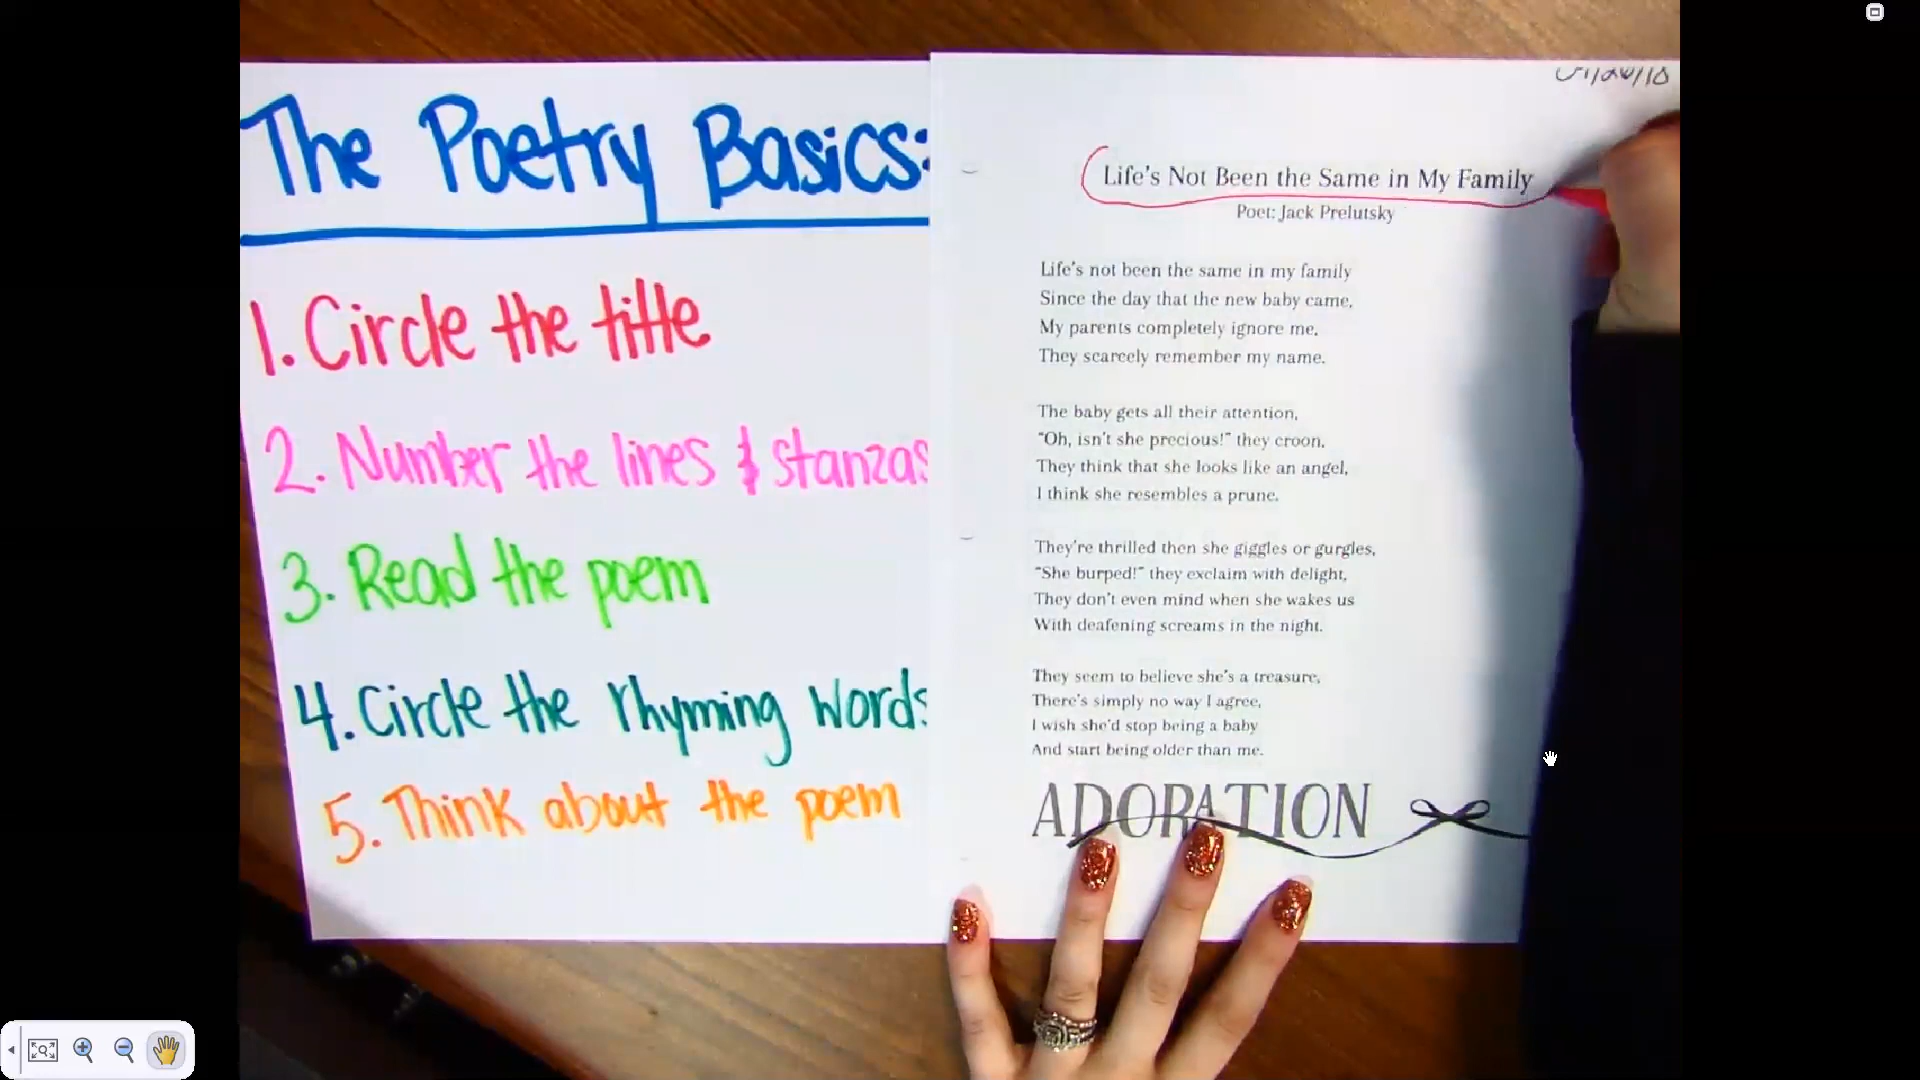 The Poetry Basics:
1. Circle the title
2. Number the lines & stanzas
3. Read the poem
4. Circle the rhyming words
5. Think about the poem
Life's Not Been the Same in My Family
Poet: Jack Prelutsky
Life's not been the same in my family
Since the day that the new baby came,
My parents completely ignore me,
They scarcely remember my name.
The baby gets all their attention,
"Oh, isn't she precious!" they croon,
They think that she looks like an angel,
I think she resembles a prune.
They're thrilled then she giggles or gurgles,
"She burped!" they exclaim with delight,
They don't even mind when she wakes us
With deafening screams in the night.
They seem to believe she's a treasure,
There's simply no way I agree,
I wish she'd stop being a baby
And start being older than me.
ADORATION